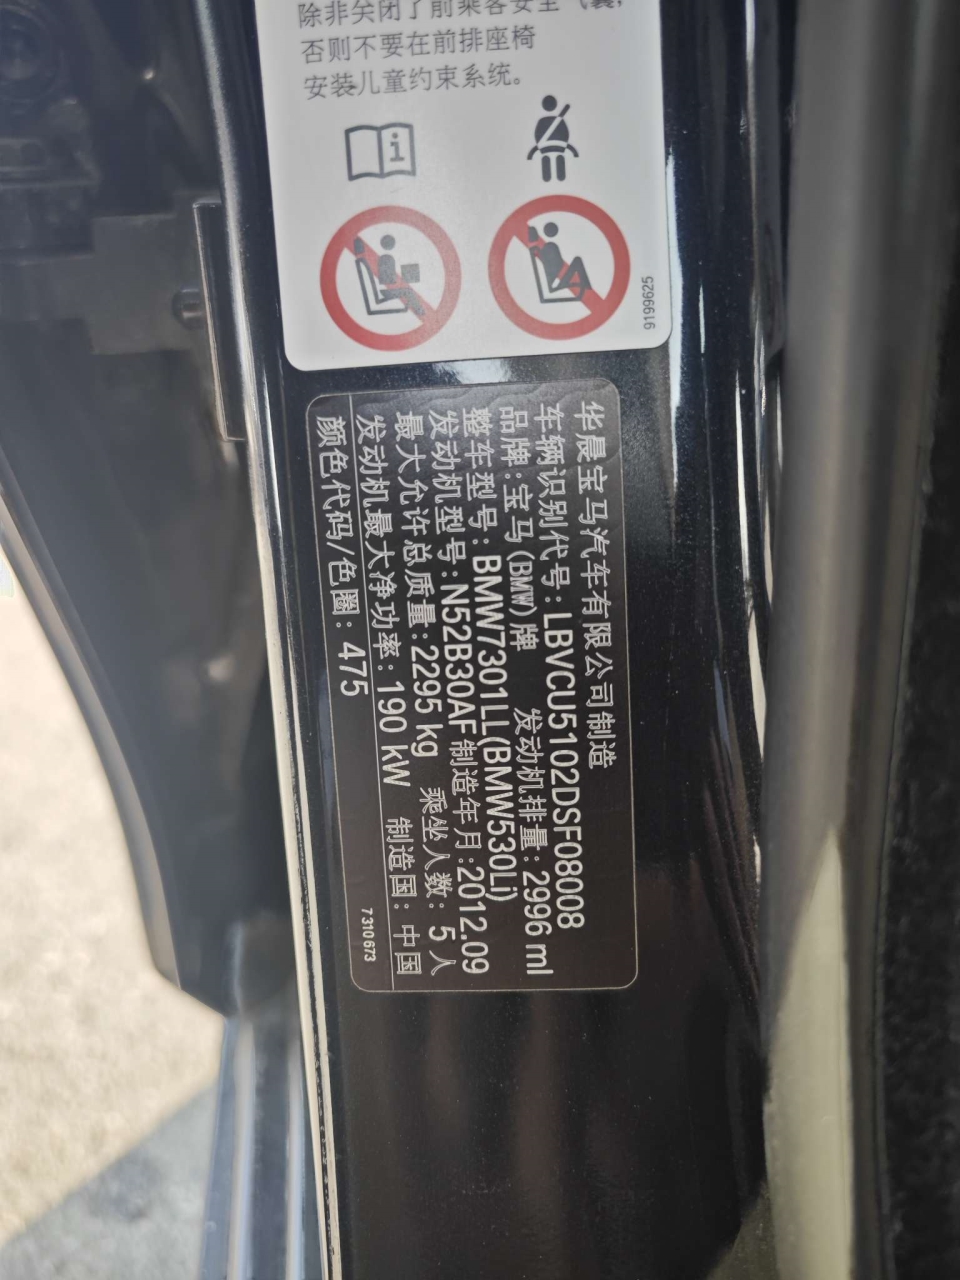 除非关闭了前乘客安全气囊,
否则不要在前排座椅
安装儿童约束系统。
9199625
华晨宝马汽车有限公司制造
车辆识别代号: LBVCU5102DSF08008
品牌:宝马(BMW)牌 发动机排量: 2996 ml
整车型号: BMW7301LL(BMW530Li)
发动机型号: N52B30AF 制造年月:2012.09
最大允许总质量: 2295 kg 乘坐人数: 5 人
发动机最大净功率: 190 kW 制造国: 中国
颜色代码/色圈: 475
7310673